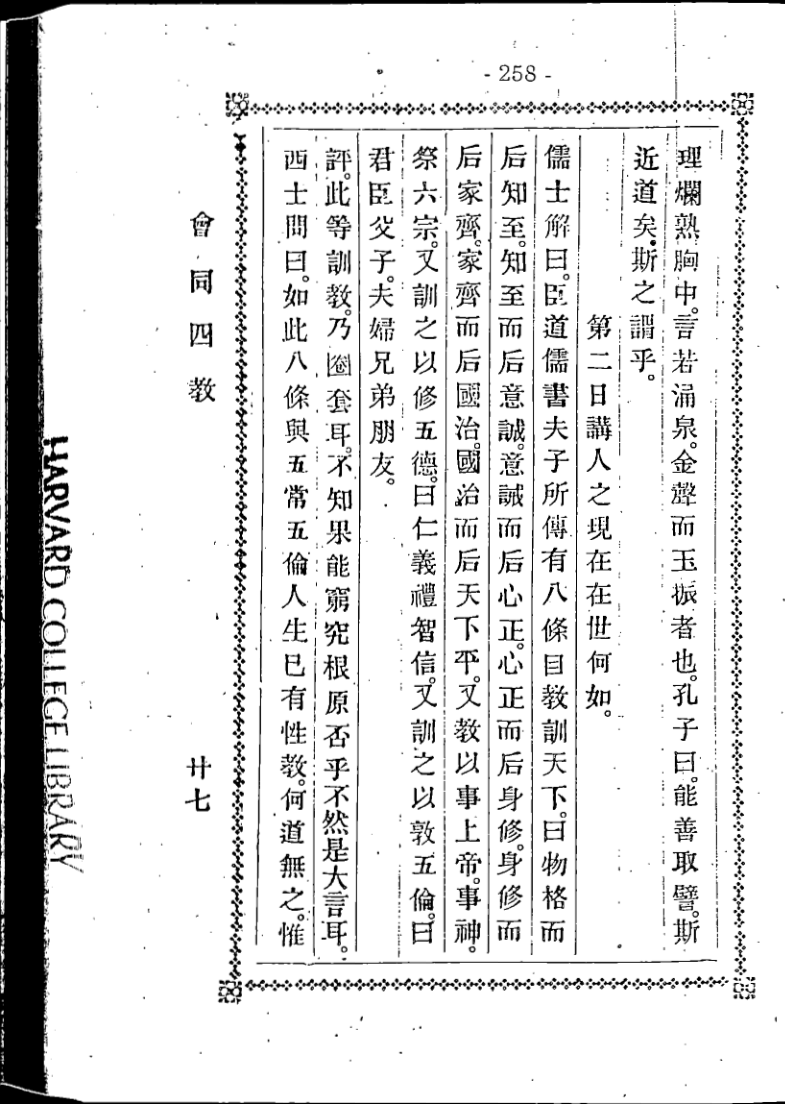 - 258 -
理爛熟胸中。言若涌泉。金聲而玉振者也。孔子曰。能善取譬。斯
近道矣。斯之謂乎。
第二日講人之現在在世何如。
儒士解曰。臣道儒書夫子所傳有八條目教訓天下。曰物格而
后知至。知至而后意誠。意誠而后心正。心正而后身修。身修而
后家齊。家齊而后國治。國治而后天下平。又教以事上帝。事神。
祭六宗。又訓之以修五德。曰仁義禮智信。又訓之以敦五倫。曰
君臣父子。夫婦兄弟朋友。
評。此等訓教。乃圈套耳。不知果能窮究根原否乎不然是大言耳。
西士問曰。如此八條與五常五倫人生已有性教。何道無之。惟
會同四教
廿七
HARVARD COLLEGE LIBRARY